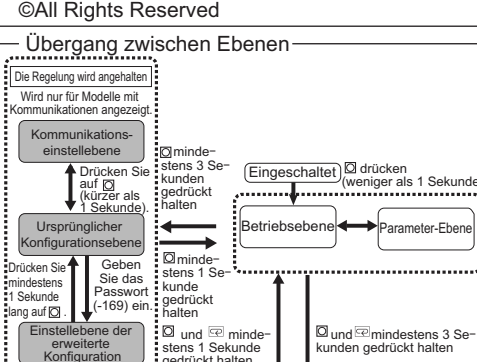 ©All Rights Reserved
Übergang zwischen Ebenen
Die Regelung wird angehalten
Wird nur für Modelle mit
Kommunikationen angezeigt.
Kommunikations-
einstellebene
Drücken Sie
auf
(kürzer als
1 Sekunde).
Ursprünglicher
Konfigurationsebene
Drücken Sie
mindestens
1 Sekunde
lang auf .
Geben
Sie das
Passwort
(-169) ein.
Einstellebene der
erweiterte
Konfiguration
minde-
stens 3 Se-
kunden
gedrückt
halten
minde-
stens 1 Se-
kunde
gedrückt
halten
und minde-
stens 1 Sekunde
gedrückt halten
Eingeschaltet
drücken
(weniger als 1 Sekunde
Betriebsebene
Parameter-Ebene
und mindestens 3 Se-
kunden gedrückt halten